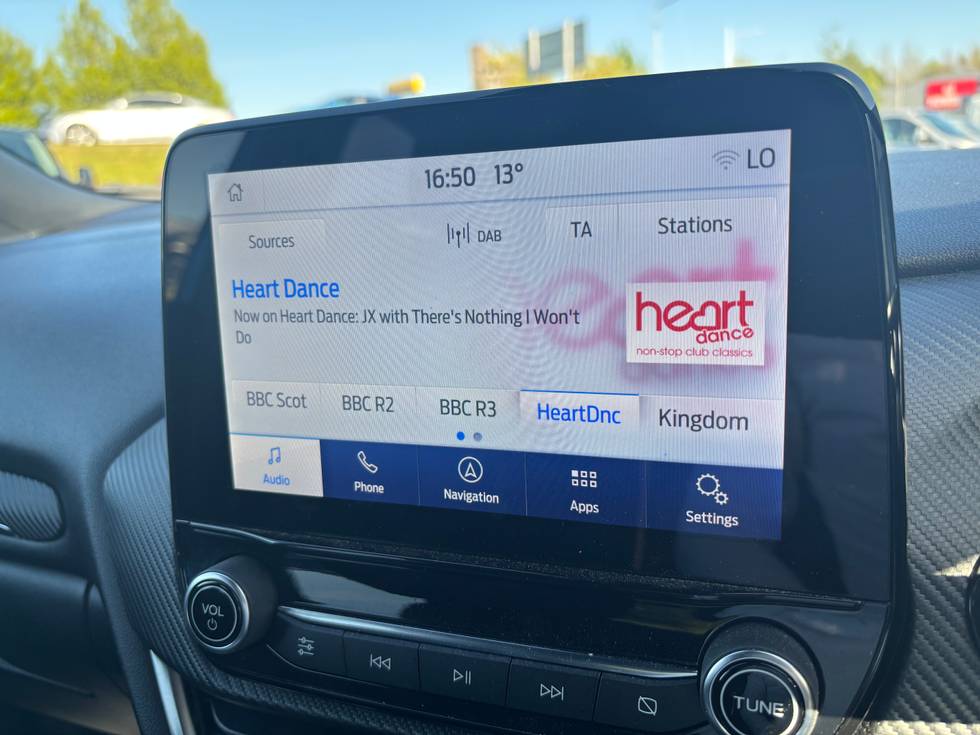 16:50 13° LO
Sources DAB TA Stations
Heart Dance
Now on Heart Dance: JX with There's Nothing I Won't
Do
heart
dance
non-stop club classics
BBC Scot BBC R2 BBC R3 HeartDnc Kingdom
Audio Phone Navigation Apps Settings
VOL
TUNE